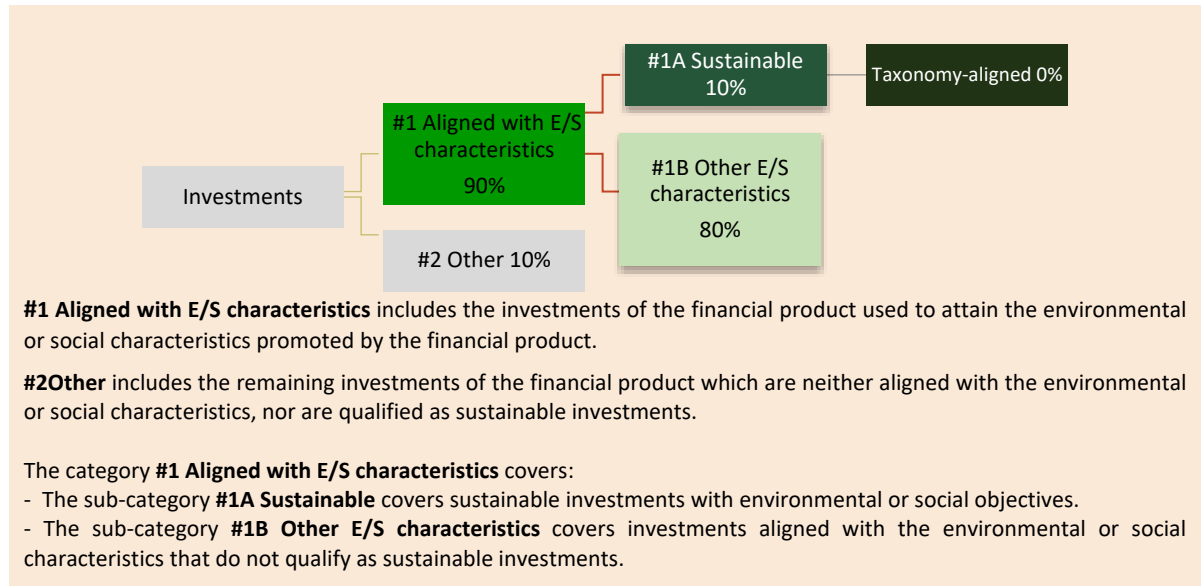 #1A Sustainable
10%
Taxonomy-aligned 0%
#1 Aligned with E/S
characteristics
90%
#1B Other E/S
characteristics
80%
Investments
#2 Other 10%
#1 Aligned with E/S characteristics includes the investments of the financial product used to attain the environmental
or social characteristics promoted by the financial product.
#2Other includes the remaining investments of the financial product which are neither aligned with the environmental
or social characteristics, nor are qualified as sustainable investments.
The category #1 Aligned with E/S characteristics covers:
- The sub-category #1A Sustainable covers sustainable investments with environmental or social objectives.
- The sub-category #1B Other E/S characteristics covers investments aligned with the environmental or social
characteristics that do not qualify as sustainable investments.